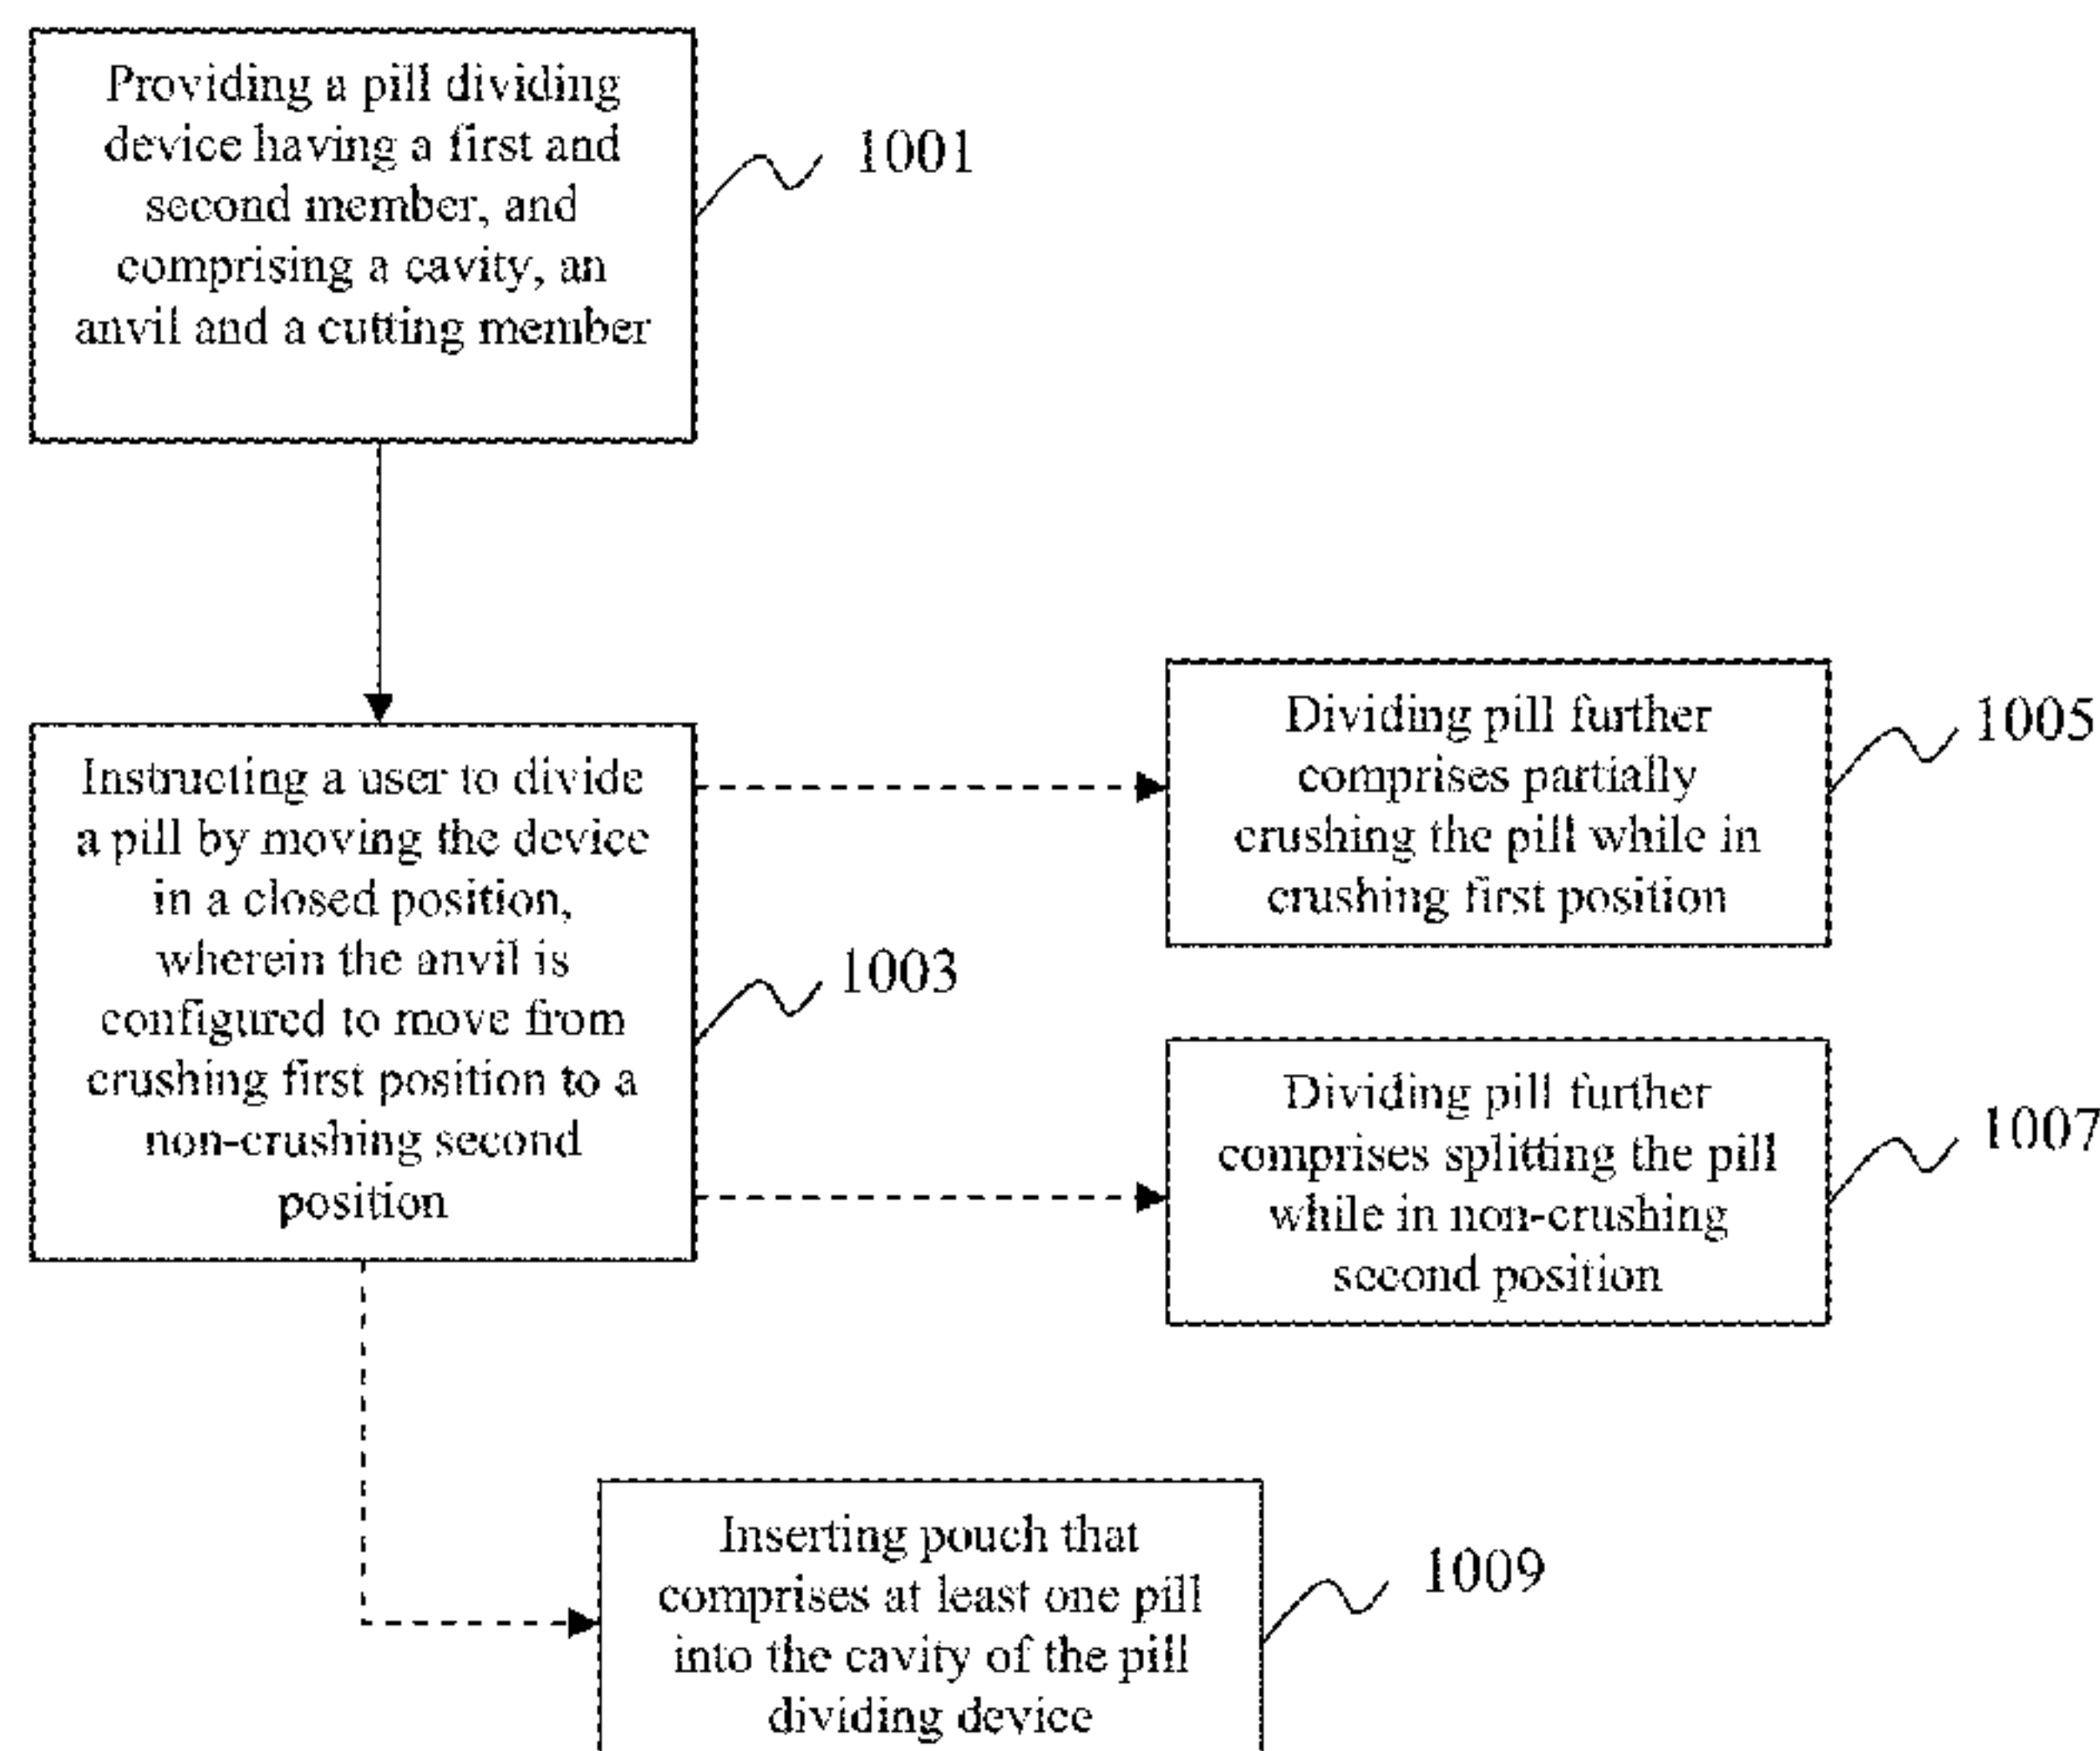 Providing a pill dividing
device having a first and
second member, and
comprising a cavity, an
anvil and a cutting member
1001
Instructing a user to divide
a pill by moving the device
in a closed position,
wherein the anvil is
configured to move from
crushing first position to a
non-crushing second
position
1003
Dividing pill further
comprises partially
crushing the pill while in
crushing first position
1005
Dividing pill further
comprises splitting the pill
while in non-crushing
second position
1007
Inserting pouch that
comprises at least one pill
into the cavity of the pill
dividing device
1009